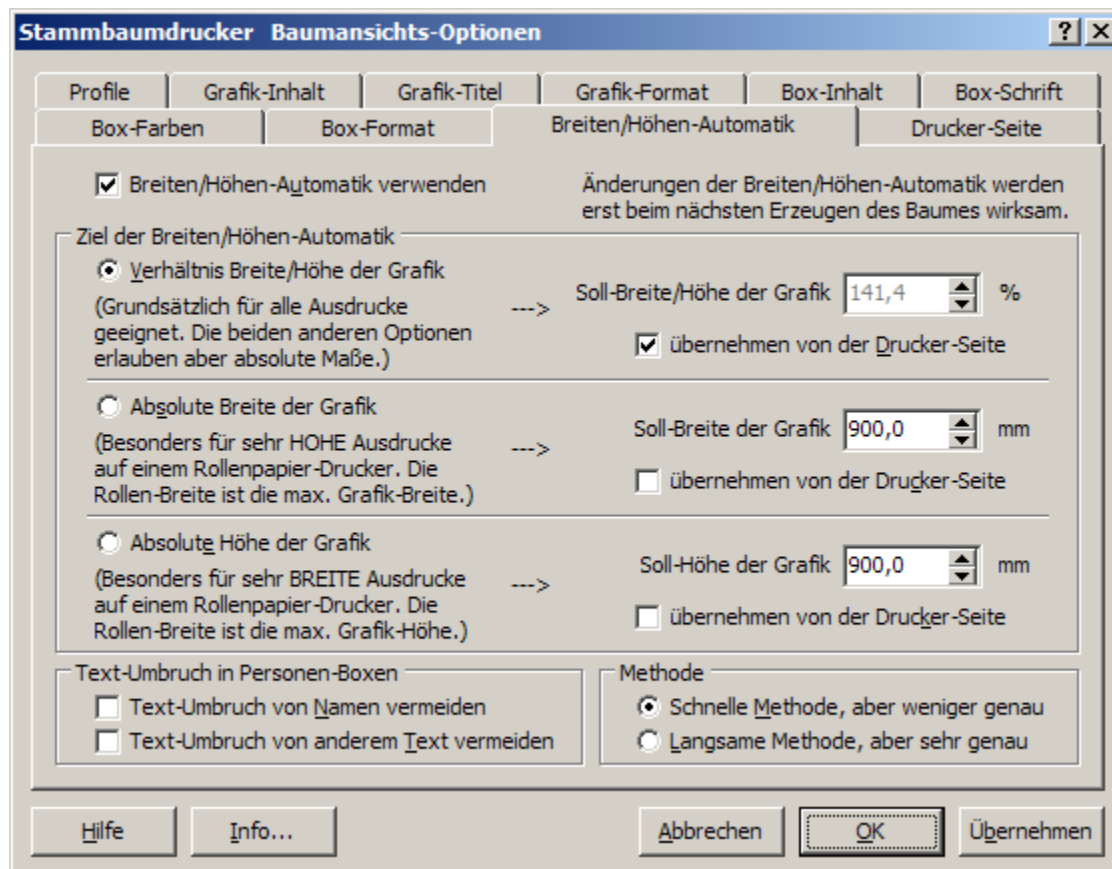 Stammbaumdrucker Baumansichts-Optionen
Profile Grafik-Inhalt Grafik-Titel Grafik-Format Box-Inhalt Box-Schrift
Box-Farben Box-Format Breiten/Höhen-Automatik Drucker-Seite
Breiten/Höhen-Automatik verwenden
Änderungen der Breiten/Höhen-Automatik werden
erst beim nächsten Erzeugen des Baumes wirksam.
Ziel der Breiten/Höhen-Automatik
Verhältnis Breite/Höhe der Grafik
(Grundsätzlich für alle Ausdrucke
geeignet. Die beiden anderen Optionen
erlauben aber absolute Maße.)
---> Soll-Breite/Höhe der Grafik 141,4 %
übernehmen von der Drucker-Seite
Absolute Breite der Grafik
(Besonders für sehr HOHE Ausdrucke
auf einem Rollenpapier-Drucker. Die
Rollen-Breite ist die max. Grafik-Breite.)
---> Soll-Breite der Grafik 900,0 mm
übernehmen von der Drucker-Seite
Absolute Höhe der Grafik
(Besonders für sehr BREITE Ausdrucke
auf einem Rollenpapier-Drucker. Die
Rollen-Breite ist die max. Grafik-Höhe.)
---> Soll-Höhe der Grafik 900,0 mm
übernehmen von der Drucker-Seite
Text-Umbruch in Personen-Boxen
Text-Umbruch von Namen vermeiden
Text-Umbruch von anderem Text vermeiden
Methode
Schnelle Methode, aber weniger genau
Langsame Methode, aber sehr genau
Hilfe Info... Abbrechen OK Übernehmen